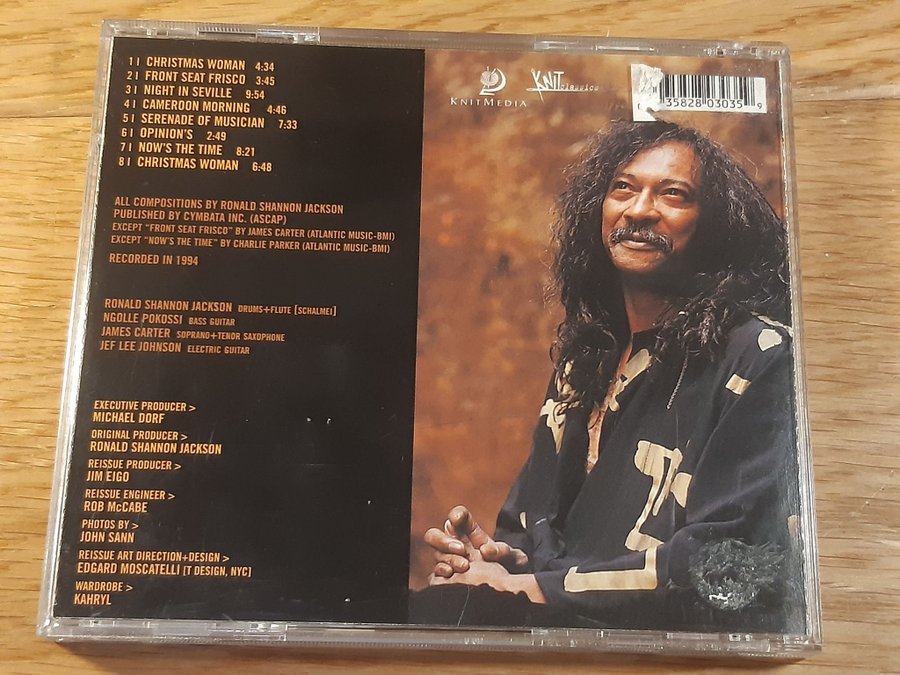 1 | CHRISTMAS WOMAN 4:34
2 | FRONT SEAT FRISCO 3:45
3 | NIGHT IN SEVILLE 9:54
4 | CAMEROON MORNING 4:46
5 | SERENADE OF MUSICIAN 7:33
6 | OPINION'S 2:49
7 | NOW'S THE TIME 8:21
8 | CHRISTMAS WOMAN 6:48
ALL COMPOSITIONS BY RONALD SHANNON JACKSON
PUBLISHED BY CYMBATA INC. (ASCAP)
EXCEPT "FRONT SEAT FRISCO" BY JAMES CARTER (ATLANTIC MUSIC-BMI)
EXCEPT "NOW'S THE TIME" BY CHARLIE PARKER (ATLANTIC MUSIC-BMI)
RECORDED IN 1994
RONALD SHANNON JACKSON DRUMS+FLUTE [SCHALMEI]
NGOLLE POKOSSI BASS GUITAR
JAMES CARTER SOPRANO+TENOR SAXOPHONE
JEF LEE JOHNSON ELECTRIC GUITAR
EXECUTIVE PRODUCER >
MICHAEL DORF
ORIGINAL PRODUCER >
RONALD SHANNON JACKSON
REISSUE PRODUCER >
JIM EIGO
REISSUE ENGINEER >
ROB McCABE
PHOTOS BY >
JOHN SANN
REISSUE ART DIRECTION+DESIGN >
EDGARD MOSCATELLI [T DESIGN, NYC]
WARDROBE >
KAHRYL
KNITMEDIA
KNIT classics
35828 03035 9